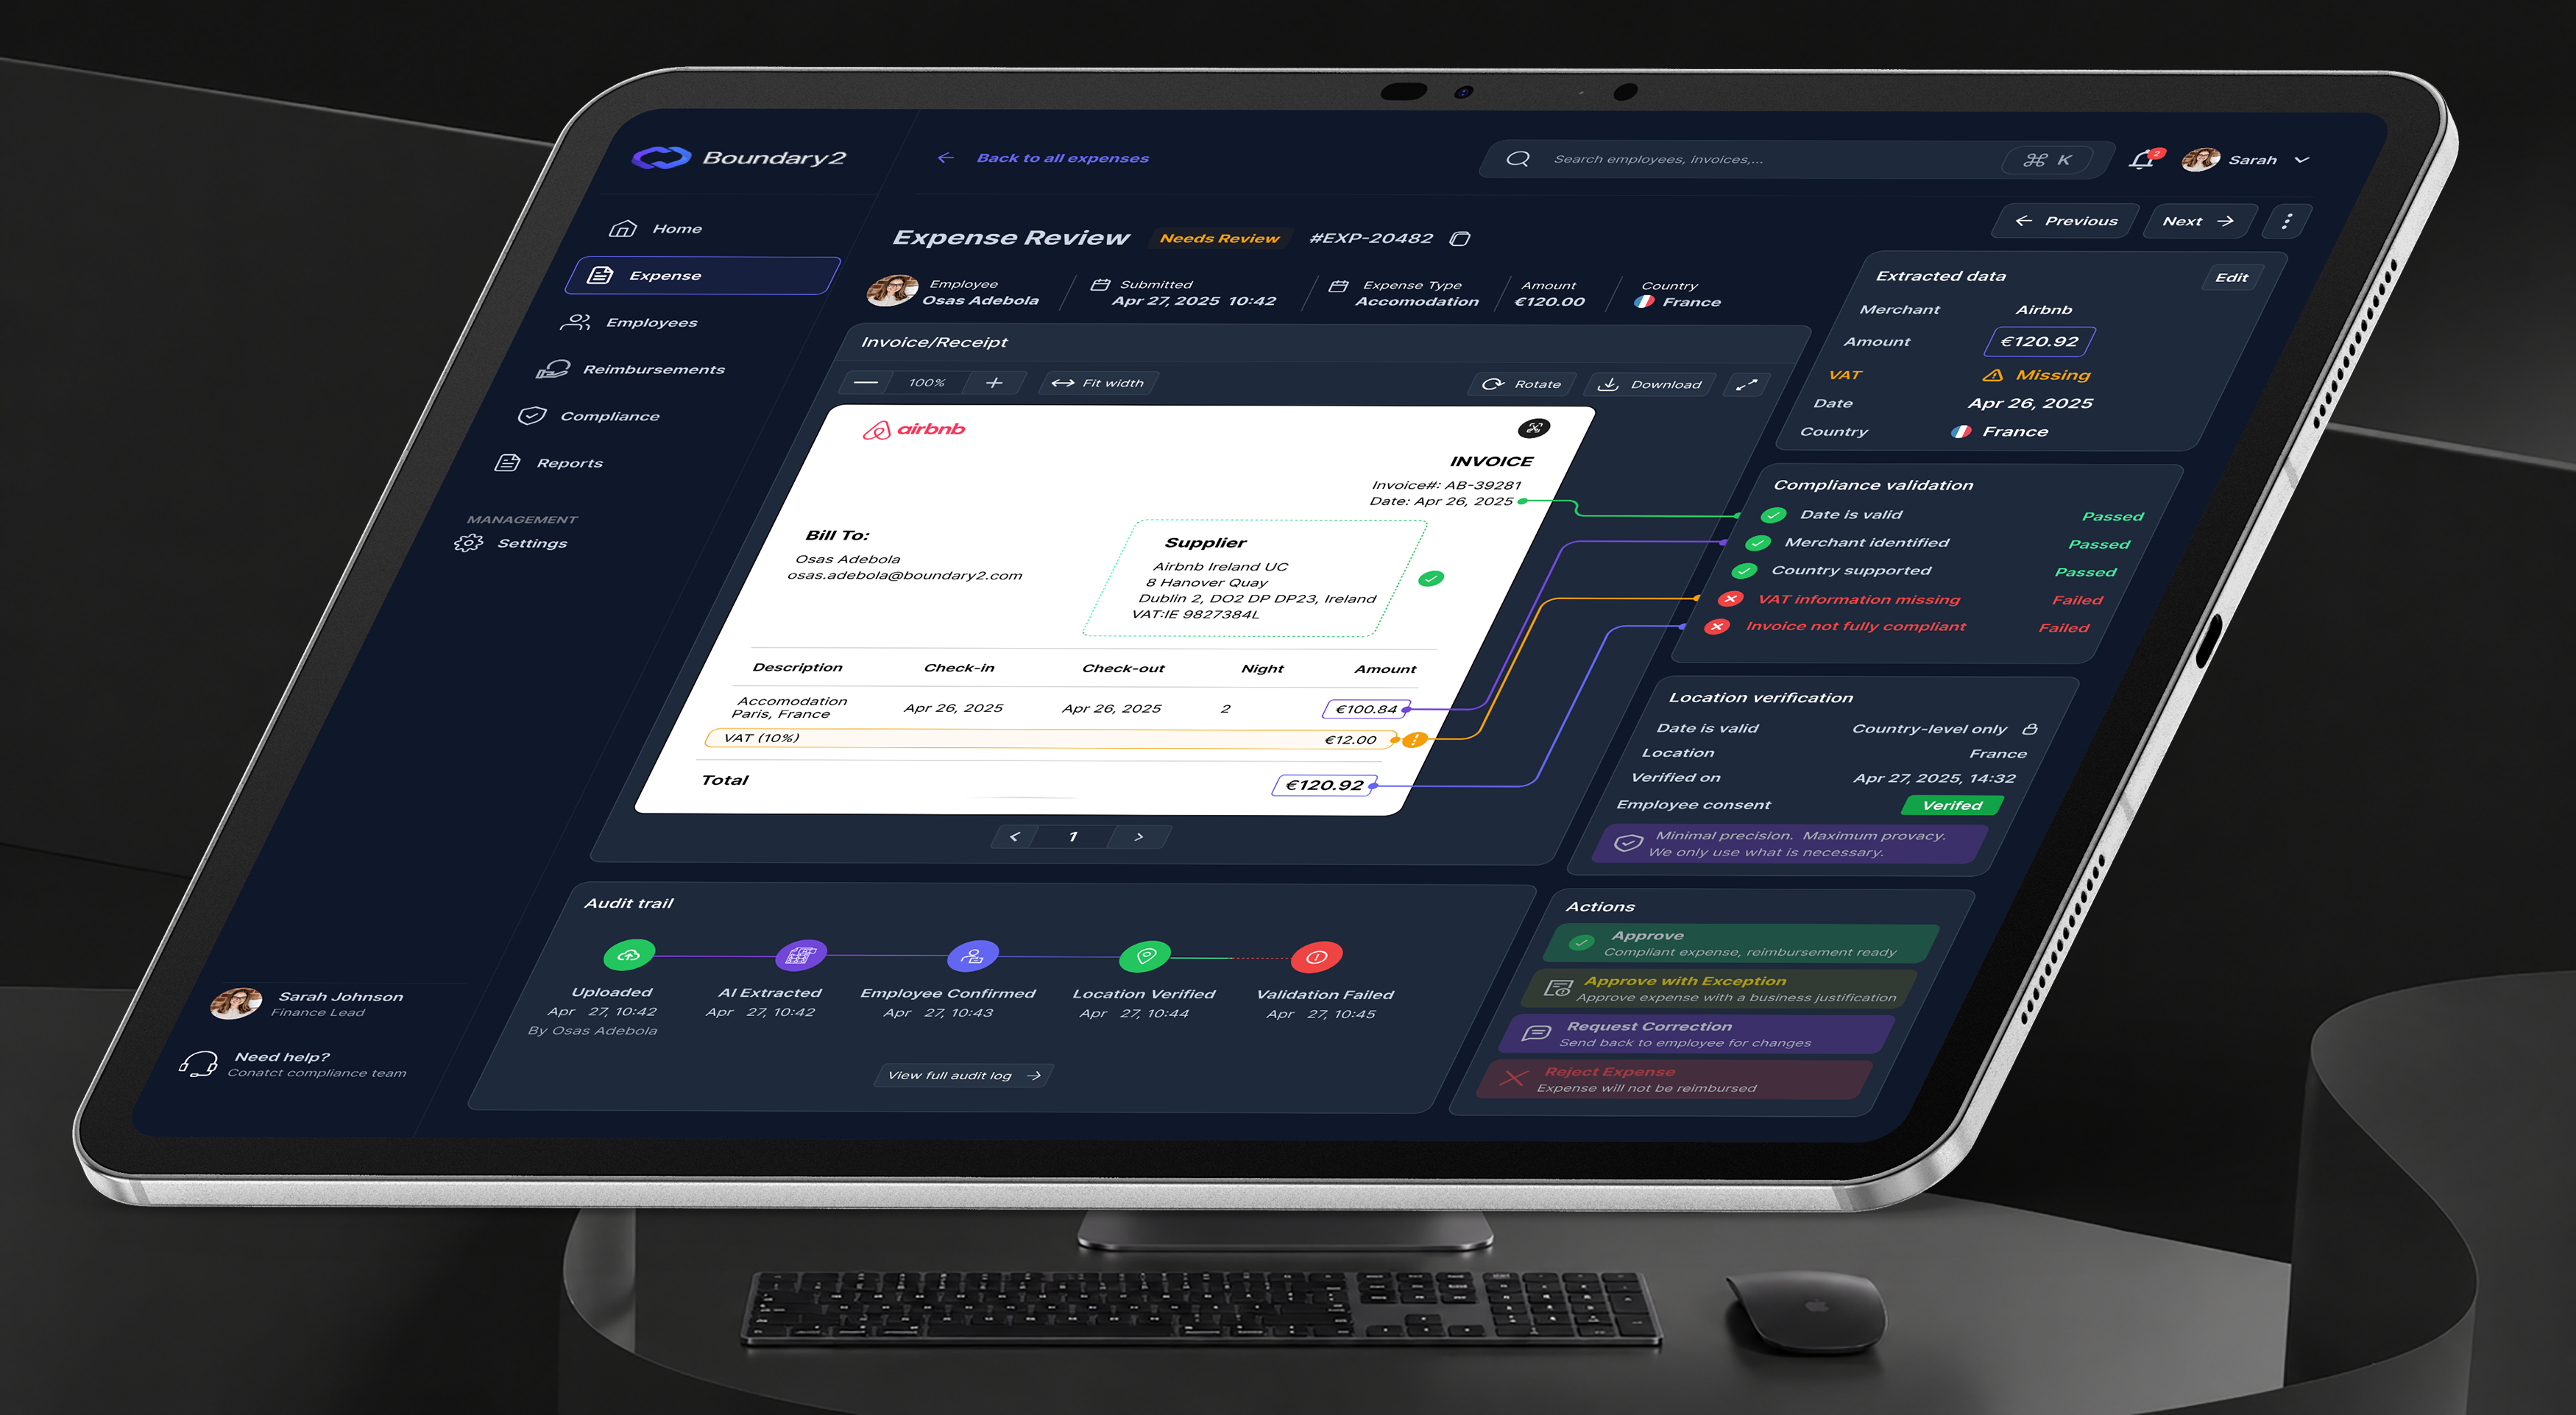 Boundary2
Back to all expenses
Search employees, invoices,...
⌘ K
2
Sarah
Home
Expense
Employees
Reimbursements
Compliance
Reports
MANAGEMENT
Settings
Sarah Johnson
Finance Lead
Need help?
Conatct compliance team
Previous
Next
Expense Review
Needs Review
#EXP-20482
Employee
Osas Adebola
Submitted
Apr 27, 2025 10:42
Expense Type
Accomodation
Amount
€120.00
Country
France
Invoice/Receipt
100%
Fit width
Rotate
Download
airbnb
INVOICE
Invoice#: AB-39281
Date: Apr 26, 2025
Bill To:
Osas Adebola
osas.adebola@boundary2.com
Supplier
Airbnb Ireland UC
8 Hanover Quay
Dublin 2, DO2 DP DP23, Ireland
VAT:IE 9827384L
Description Check-in Check-out Night Amount
Accomodation
Paris, France
Apr 26, 2025 Apr 26, 2025 2 €100.84
VAT (10%) €12.00
Total €120.92
1
Extracted data
Edit
Merchant Airbnb
Amount €120.92
VAT Missing
Date Apr 26, 2025
Country France
Compliance validation
Date is valid Passed
Merchant identified Passed
Country supported Passed
VAT information missing Failed
Invoice not fully compliant Failed
Location verification
Date is valid Country-level only
Location France
Verified on Apr 27, 2025, 14:32
Employee consent Verifed
Minimal precision. Maximum provacy.
We only use what is necessary.
Audit trail
Uploaded
Apr 27, 10:42
By Osas Adebola
AI Extracted
Apr 27, 10:42
Employee Confirmed
Apr 27, 10:43
Location Verified
Apr 27, 10:44
Validation Failed
Apr 27, 10:45
View full audit log
Actions
Approve
Compliant expense, reimbursement ready
Approve with Exception
Approve expense with a business justification
Request Correction
Send back to employee for changes
Reject Expense
Expense will not be reimbursed